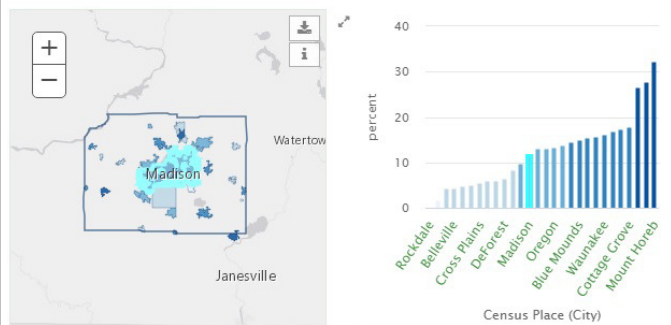 +
−
i
Watertow
Madison
Janesville
40
30
20
10
0
percent
Rockdale
Belleville
Cross Plains
DeForest
Madison
Oregon
Blue Mounds
Waunakee
Cottage Grove
Mount Horeb
Census Place (City)